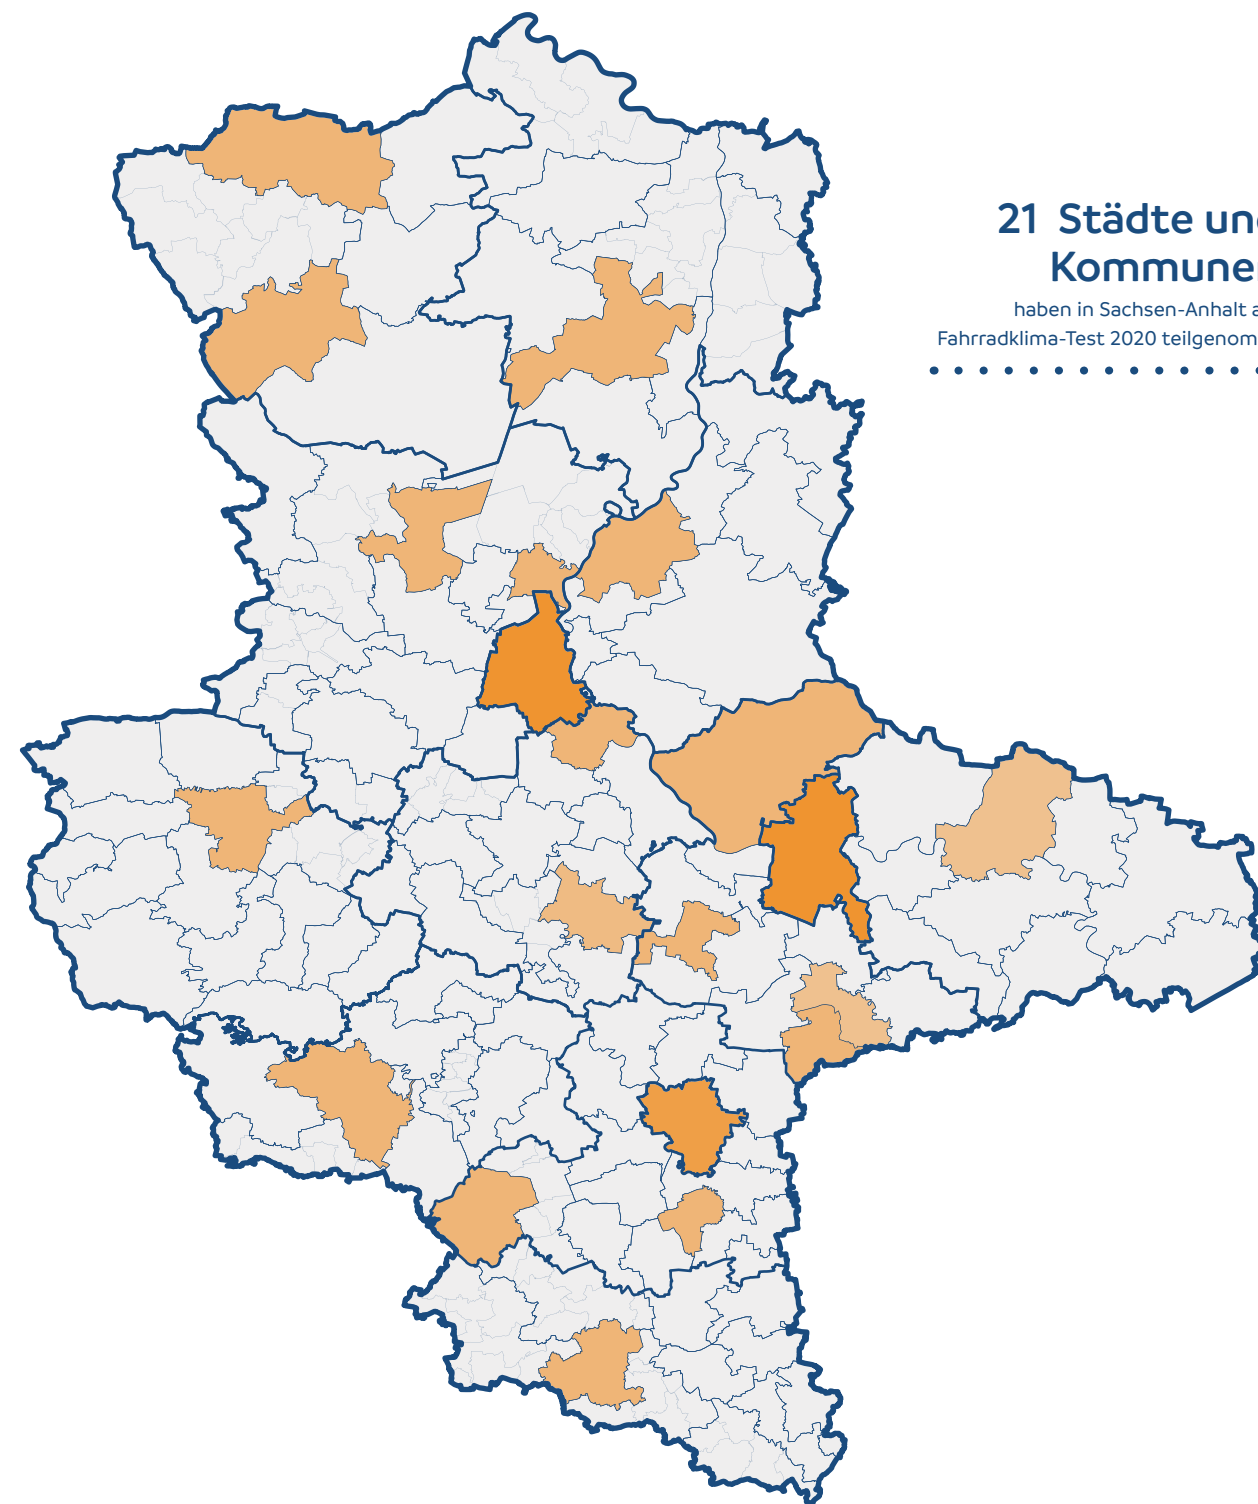 21 Städte un
Kommune
haben in Sachsen-Anhalt a
Fahrradklima-Test 2020 teilgenom